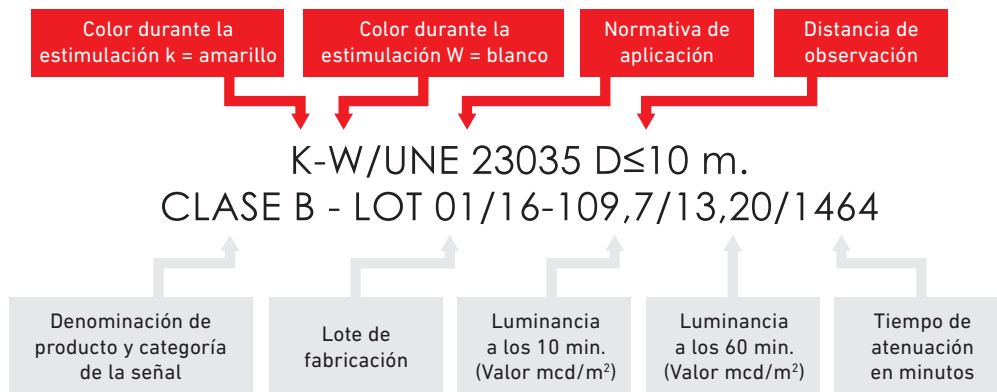 Color durante la
estimulación k = amarillo
Color durante la
estimulación W = blanco
Normativa de
aplicación
Distancia de
observación
K-W/UNE 23035 D≤10 m.
CLASE B - LOT 01/16-109,7/13,20/1464
Denominación de
producto y categoría
de la señal
Lote de
fabricación
Luminancia
a los 10 min.
(Valor mcd/m²)
Luminancia
a los 60 min.
(Valor mcd/m²)
Tiempo de
atenuación
en minutos